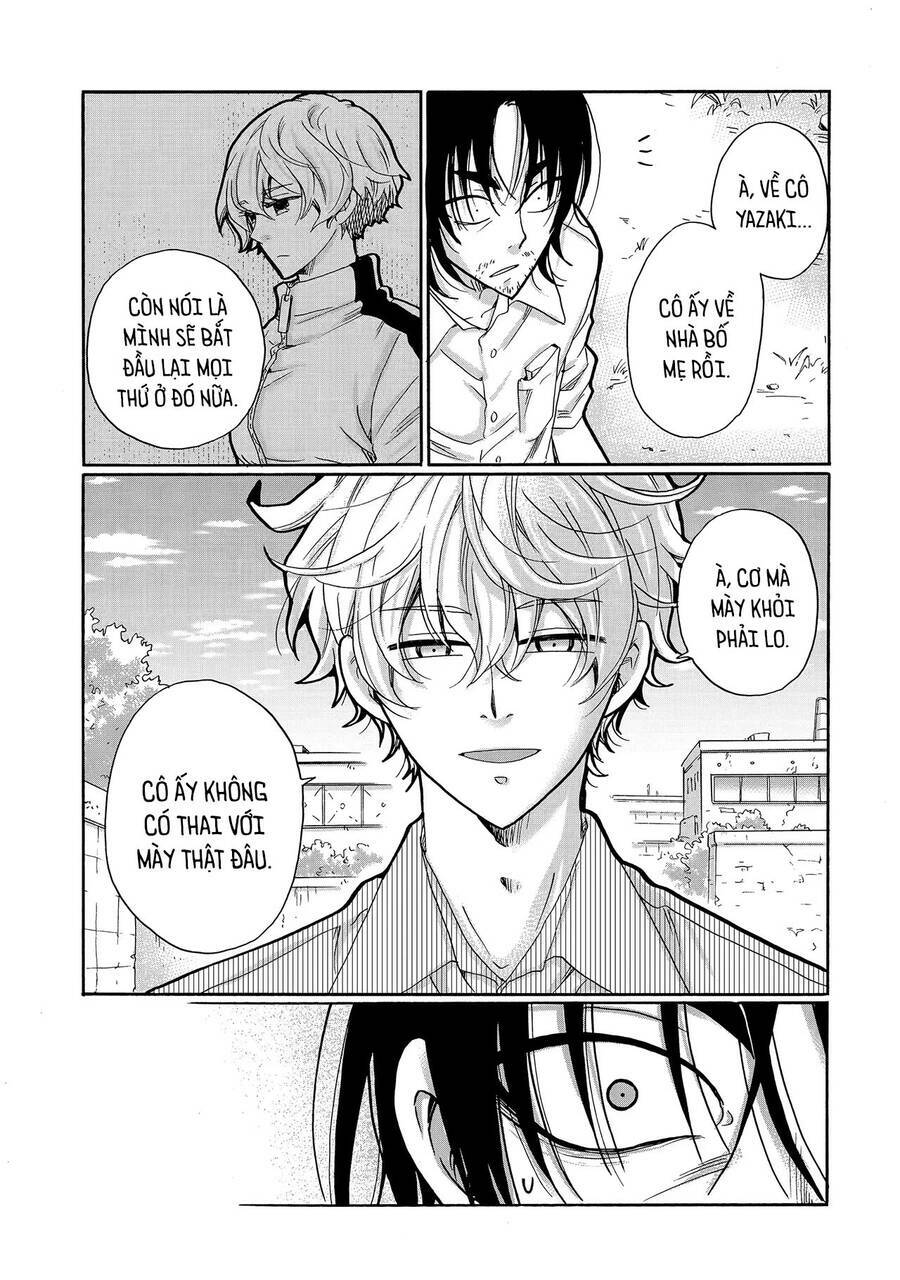 À, VỀ CÔ
YAZAKI...
CÔ ẤY VỀ
NHÀ BỐ
MẸ RỒI.
CÒN NÓI LÀ
MÌNH SẼ BẮT
ĐẦU LẠI MỌI
THỨ Ở ĐÓ NỮA.
À, CƠ MÀ
MÀY KHỎI
PHẢI LO.
CÔ ẤY KHÔNG
CÓ THAI VỚI
MÀY THẬT ĐÂU.